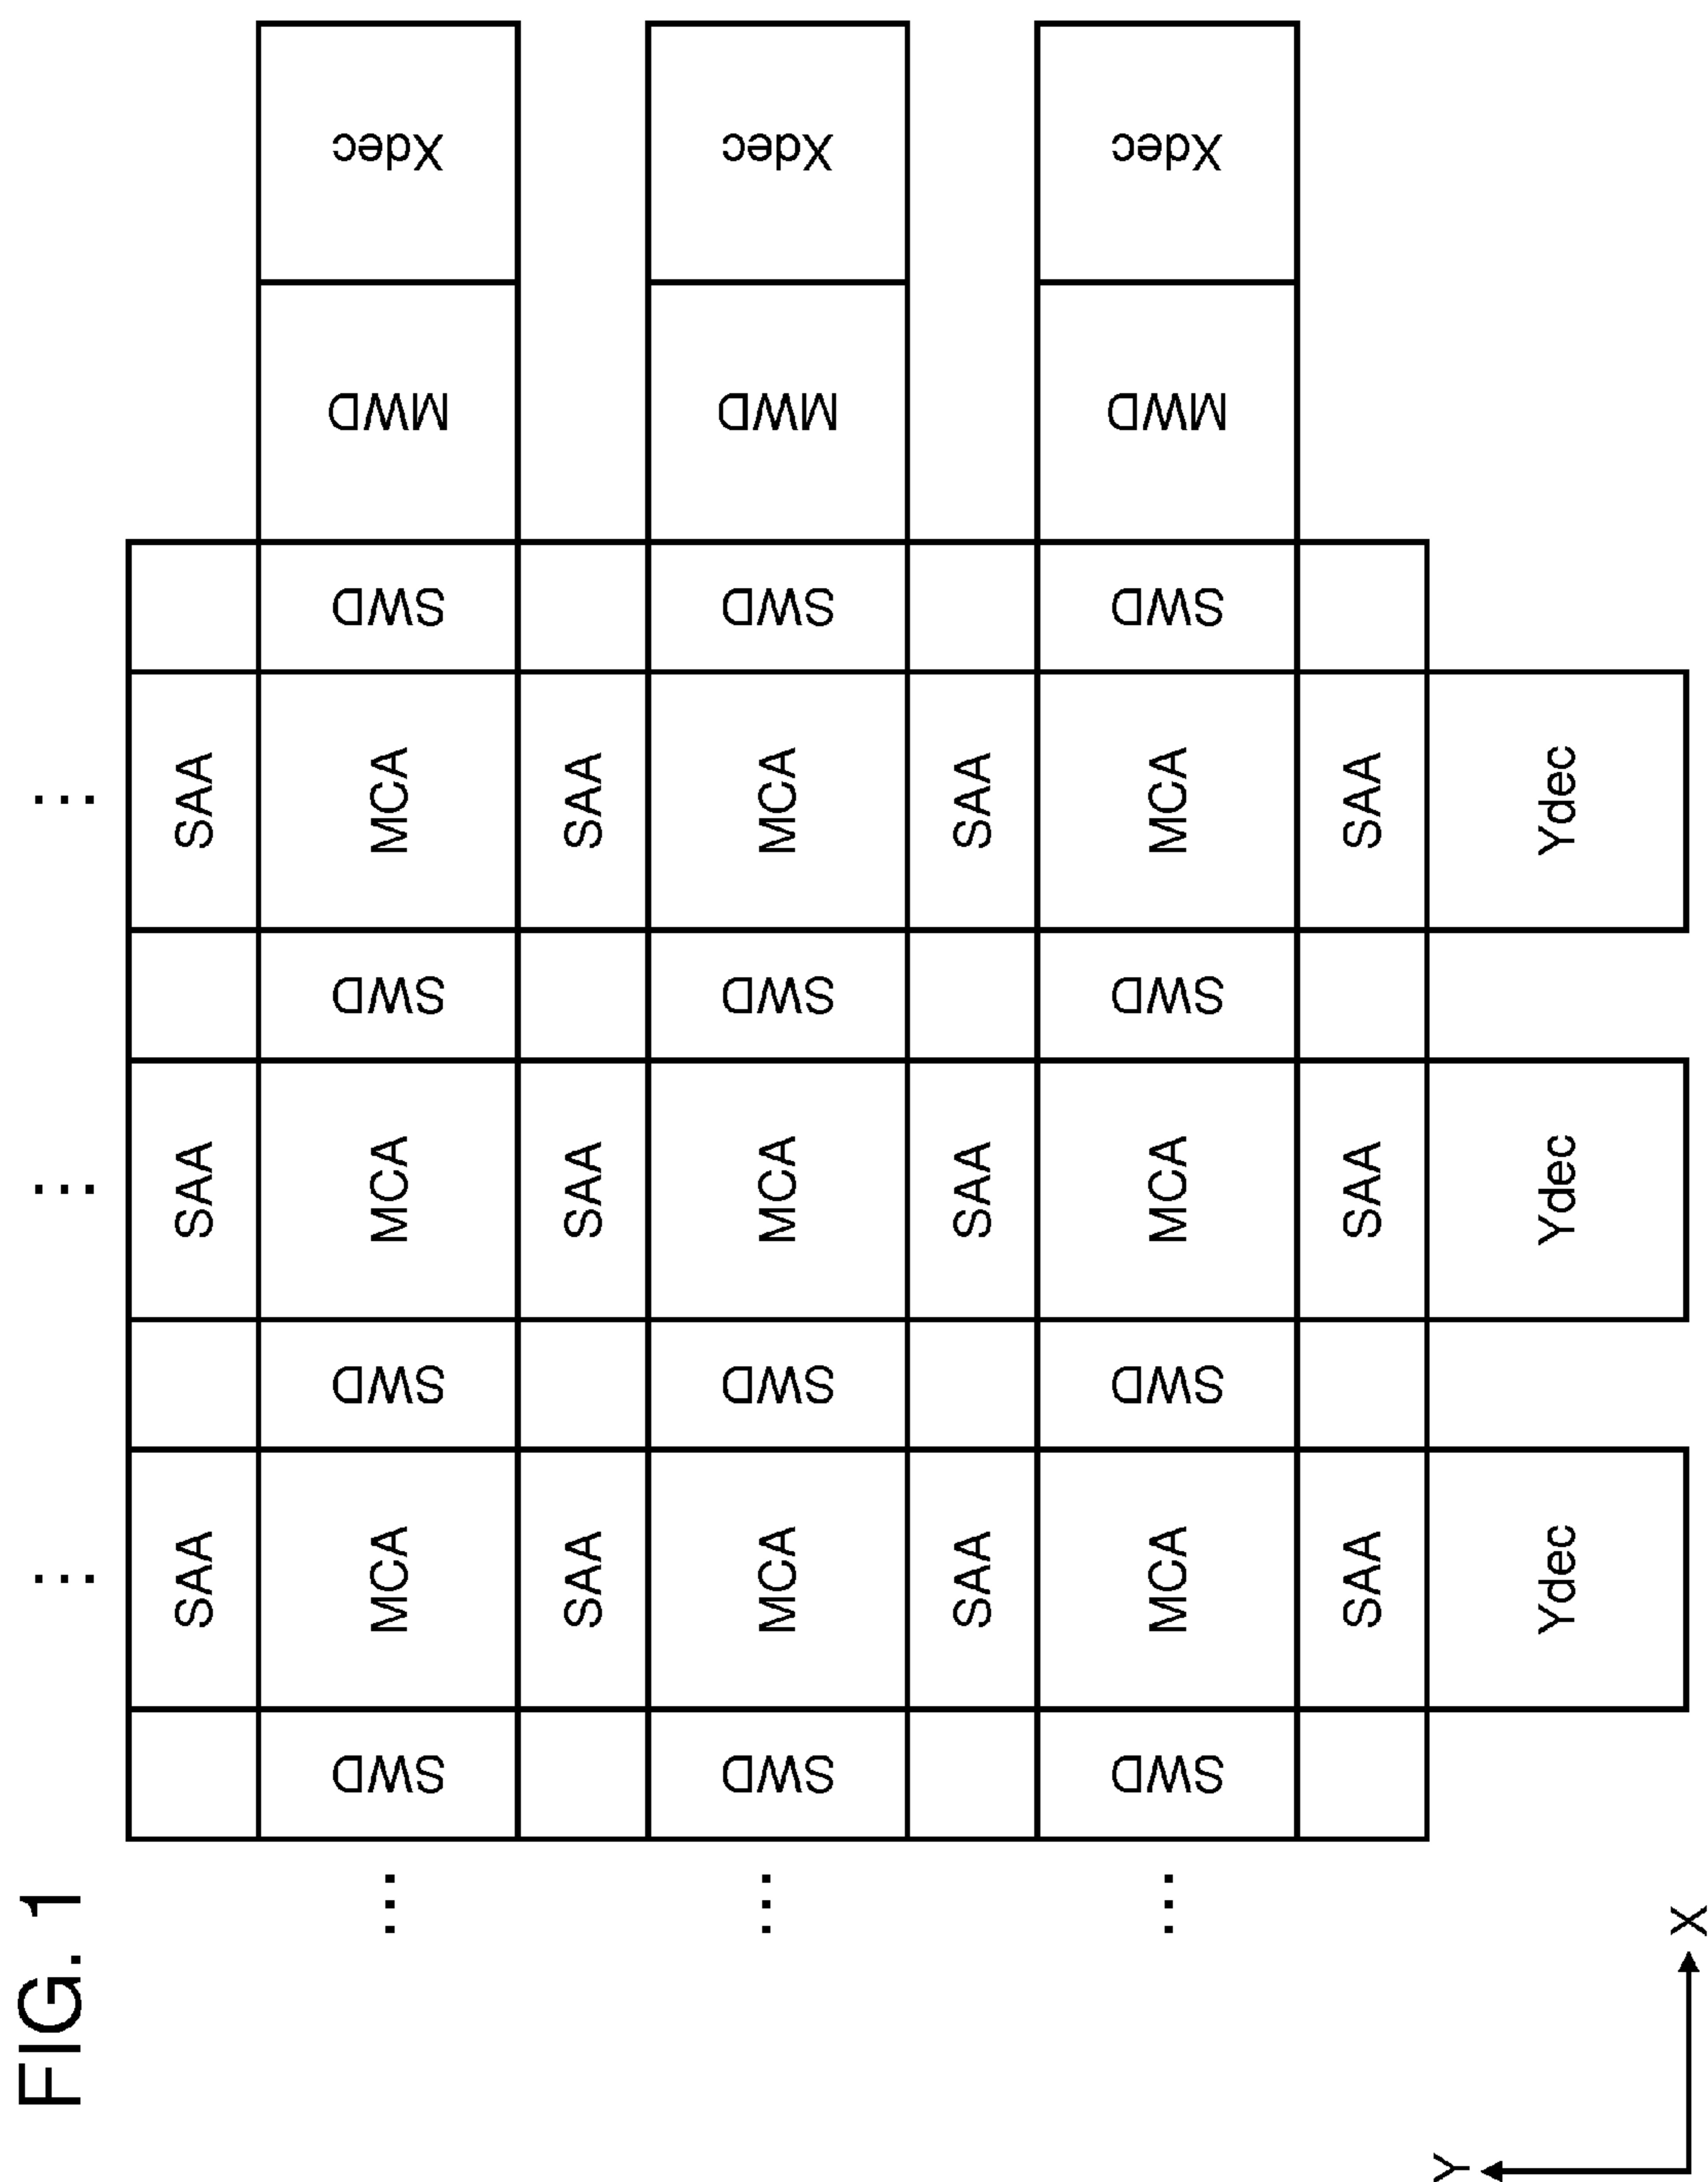 FIG. 1
⋮ ⋮ ⋮
SAA SAA SAA
... SWD MCA SWD MCA SWD MCA SWD MWD Xdec
SAA SAA SAA
... SWD MCA SWD MCA SWD MCA SWD MWD Xdec
SAA SAA SAA
... SWD MCA SWD MCA SWD MCA SWD MWD Xdec
SAA SAA SAA
Ydec Ydec Ydec
Y
X